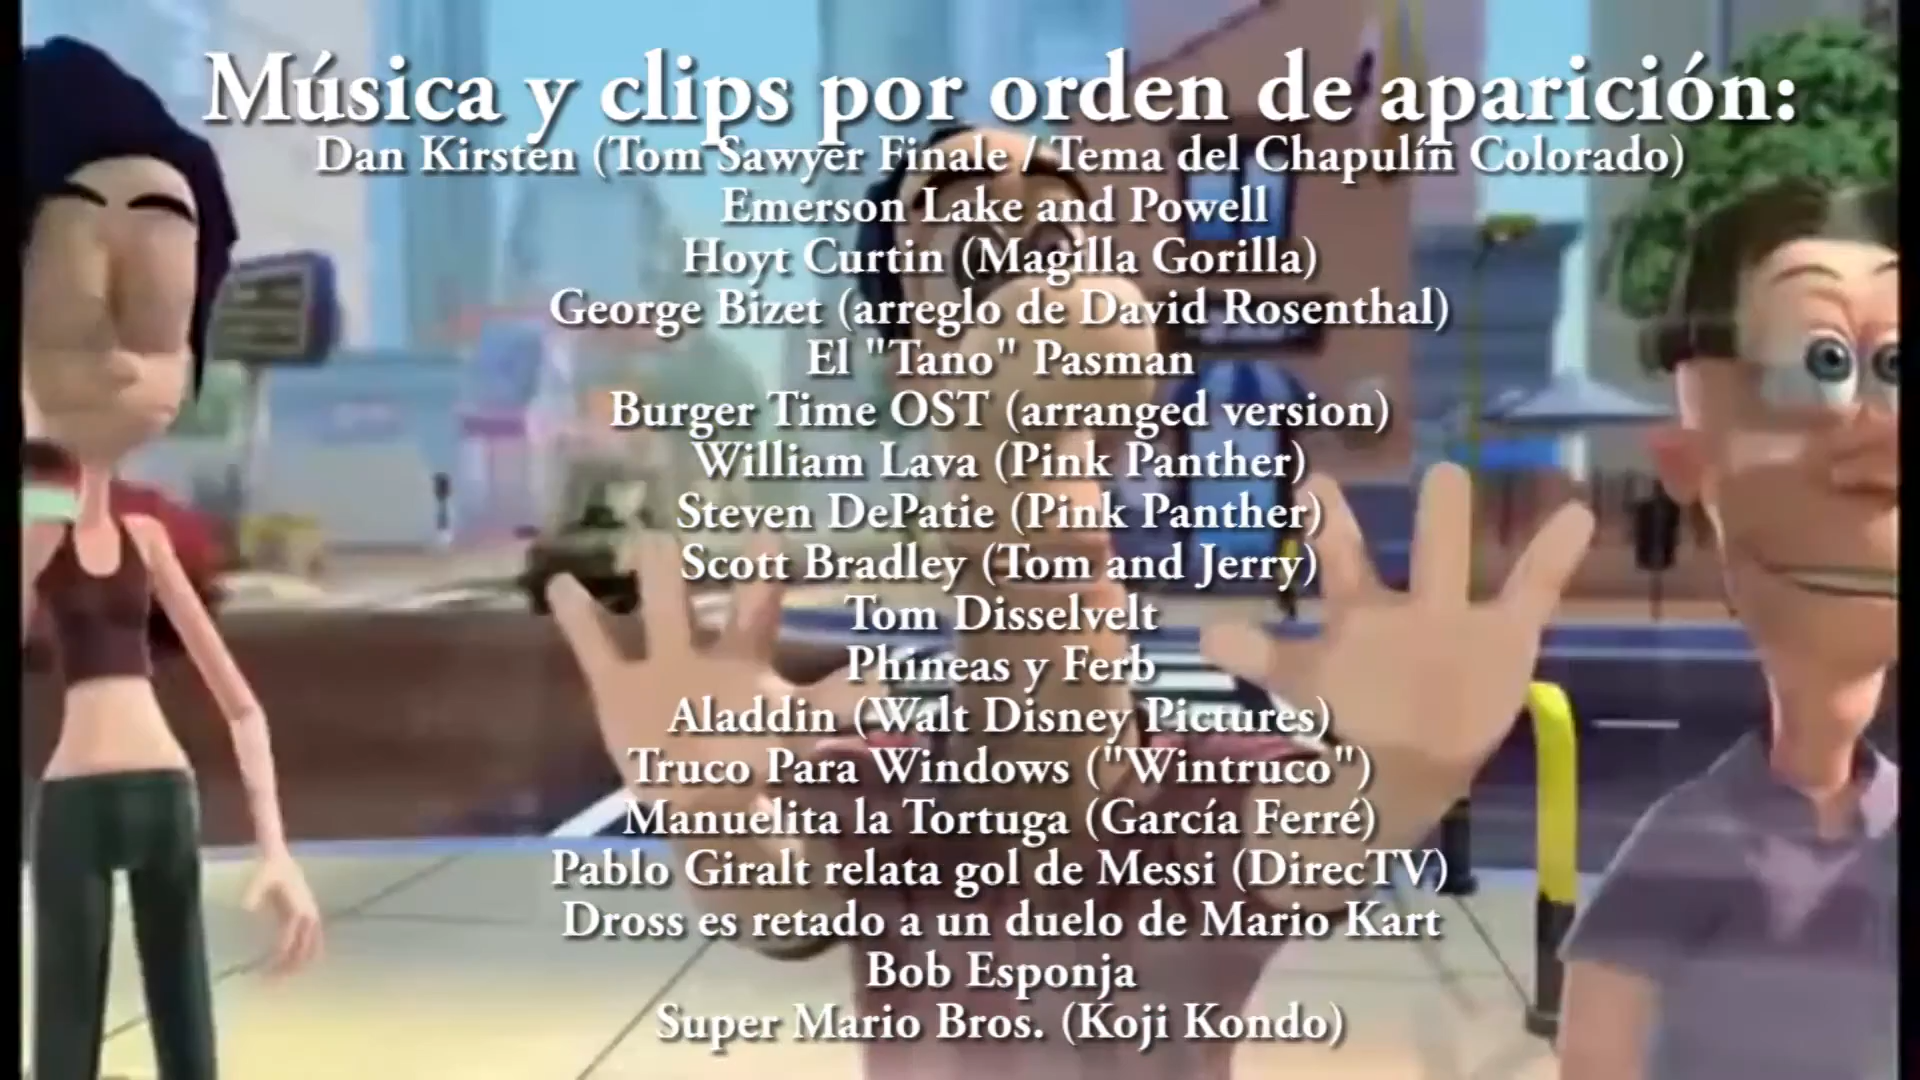 Música y clips por orden de aparición:
Dan Kirsten (Tom Sawyer Finale / Tema del Chapulín Colorado)
Emerson Lake and Powell
Hoyt Curtin (Magilla Gorilla)
George Bizet (arreglo de David Rosenthal)
El "Tano" Pasman
Burger Time OST (arranged version)
William Lava (Pink Panther)
Steven DePatie (Pink Panther)
Scott Bradley (Tom and Jerry)
Tom Disselvelt
Phineas y Ferb
Aladdin (Walt Disney Pictures)
Truco Para Windows ("Wintruco")
Manuelita la Tortuga (García Ferré)
Pablo Giralt relata gol de Messi (DirecTV)
Dross es retado a un duelo de Mario Kart
Bob Esponja
Super Mario Bros. (Koji Kondo)